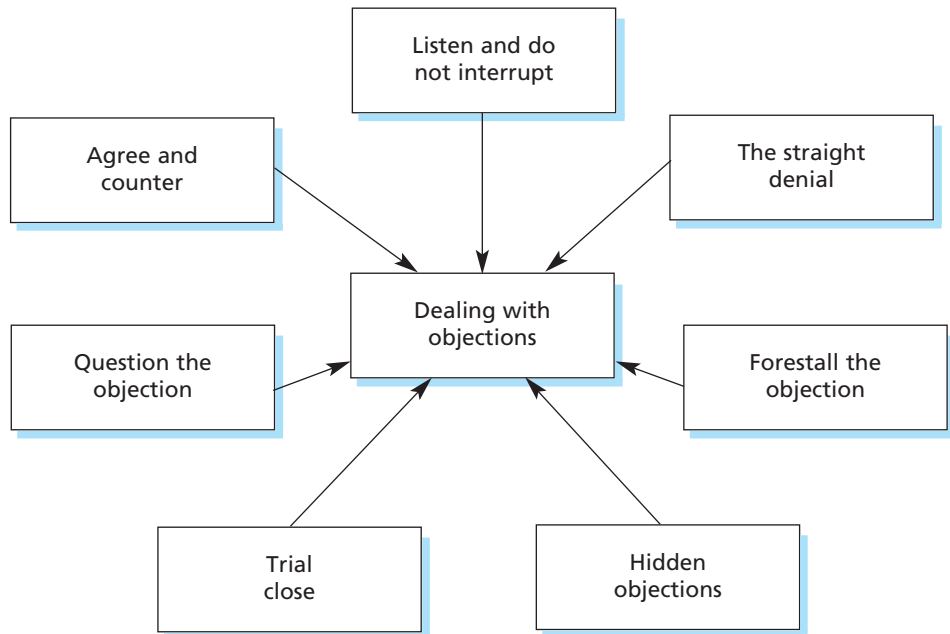 Listen and do
not interrupt
Agree and
counter
The straight
denial
Dealing with
objections
Question the
objection
Forestall the
objection
Trial
close
Hidden
objections